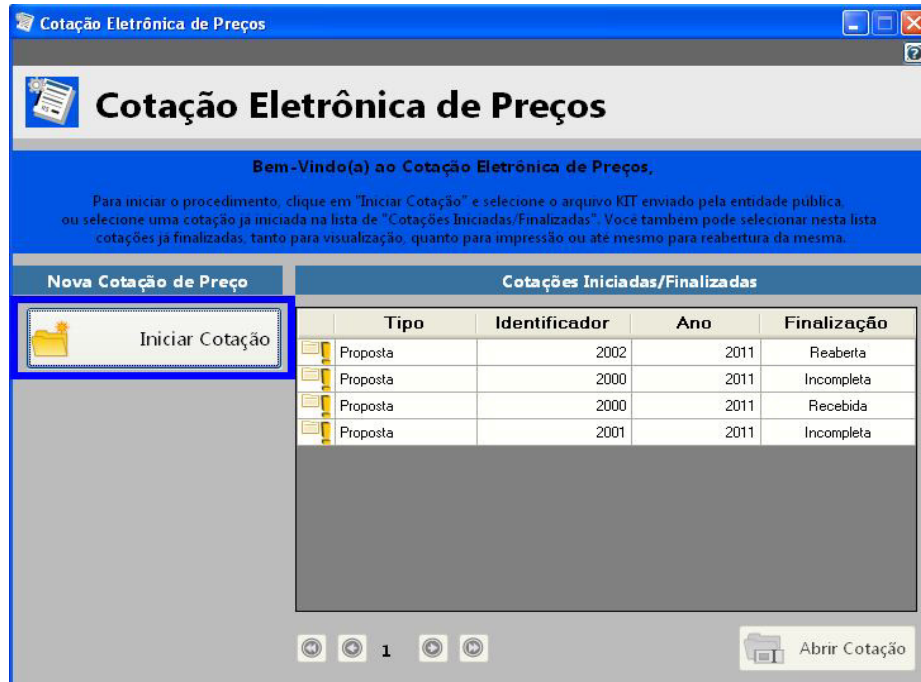 Cotação Eletrônica de Preços
Cotação Eletrônica de Preços
Bem-Vindo(a) ao Cotação Eletrônica de Preços,
Para iniciar o procedimento, clique em "Iniciar Cotação" e selecione o arquivo KIT enviado pela entidade publica,
ou selecione uma cotação já iniciada na lista de "Cotações Iniciadas/Finalizadas". Você também pode selecionar nesta lista
cotações já finalizadas, tanto para visualização, quanto para impressão ou até mesmo para reabertura da mesma.
Nova Cotação de Preço
Cotações Iniciadas/Finalizadas
Iniciar Cotação
Tipo Identificador Ano Finalização
Proposta 2002 2011 Reaberta
Proposta 2000 2011 Incompleta
Proposta 2000 2011 Recebida
Proposta 2001 2011 Incompleta
1
Abrir Cotação